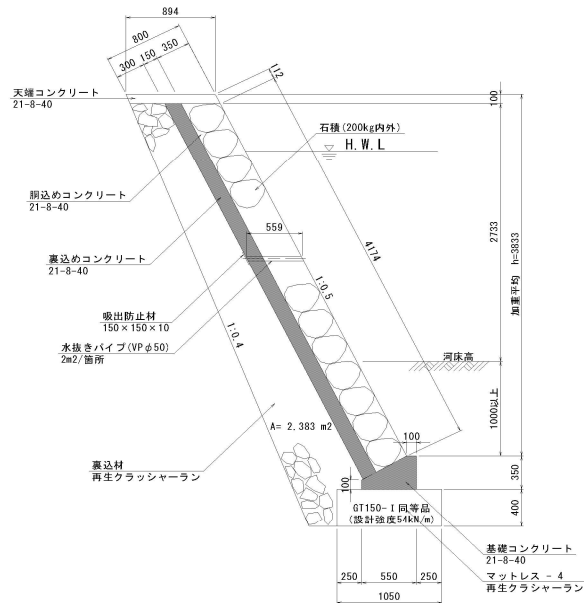 894
800
300
150
350
112
天端コンクリート
21-8-40
100
石積(200kg内外)
H.W.L
胴込めコンクリート
21-8-40
2733
加重平均 h=3833
559
4174
裏込めコンクリート
21-8-40
1:0.5
吸出防止材
150×150×10
1:0.4
水抜きパイプ(VPφ50)
2m2/箇所
河床高
1000以上
A= 2.383 m2
100
裏込材
再生クラッシャーラン
100
350
GT150-Ⅰ同等品
(設計強度54kN/m)
400
基礎コンクリート
21-8-40
250
550
250
マットレス - 4
再生クラシャーラン
1050